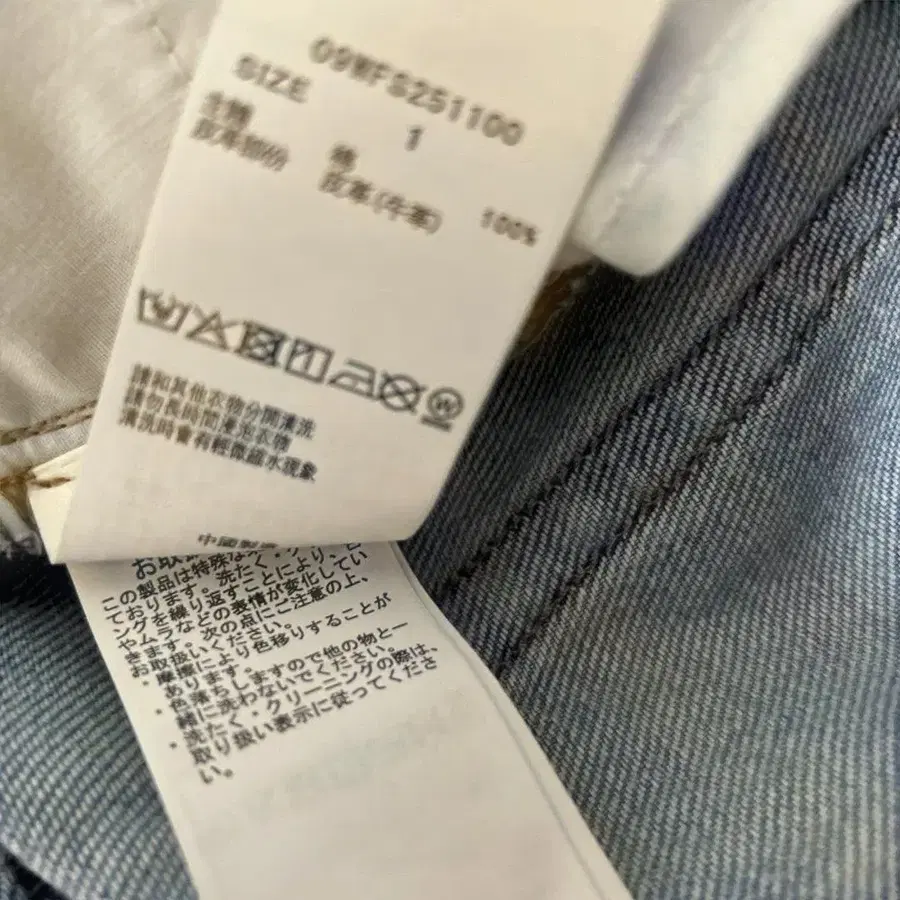 09WFS251100
SIZE 1
主體 棉 100%
皮革部份 皮革(牛革)
請和其他衣物分開清洗
請勿長時間浸泡衣物
清洗時會有輕微縮水現象
中國製造
この製品は特殊な
ております。洗たく・ク
ングを繰り返すことにより、色
やムラなどの表情が変化してい
きます。次の点にご注意の上、
お取扱いください。
・摩擦により色移りすることが
あります。
・色落ちしますので他の物と一
緒に洗わないでください。
・洗たく・クリーニングの際は、
取り扱い表示に従ってくださ
い。